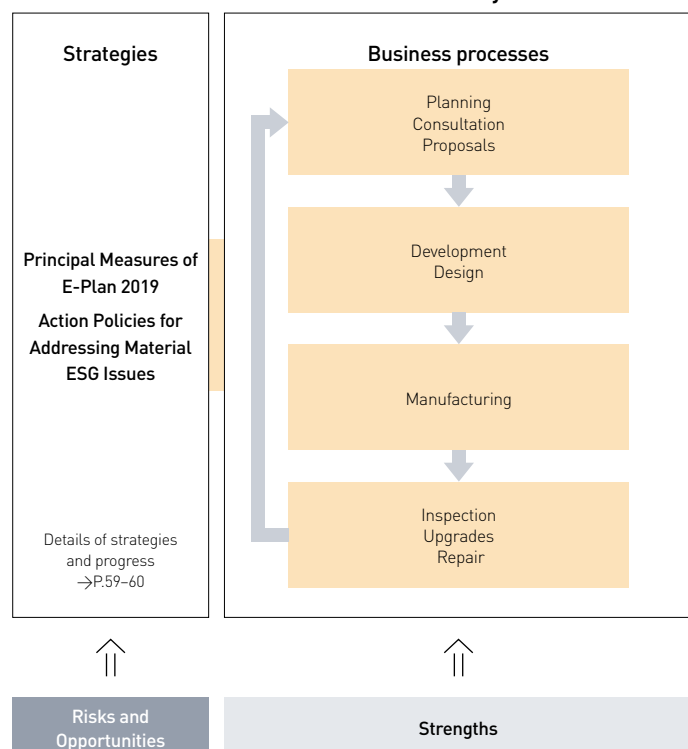 Strategies
Principal Measures of
E-Plan 2019
Action Policies for
Addressing Material
ESG Issues
Details of strategies
and progress
→P.59–60
Business processes
Planning
Consultation
Proposals
Development
Design
Manufacturing
Inspection
Upgrades
Repair
Risks and
Opportunities
Strengths